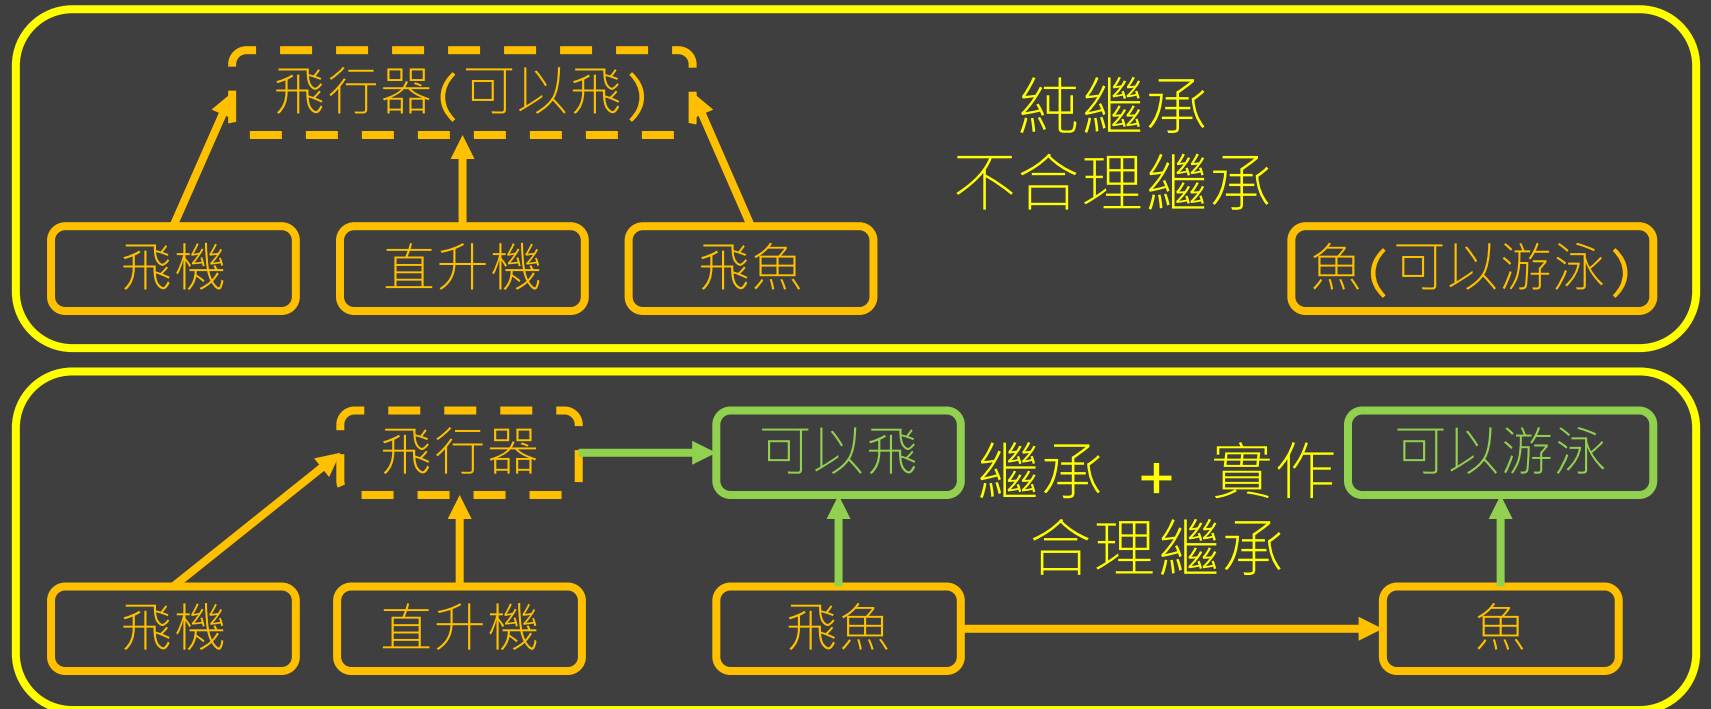 飛行器(可以飛)
純繼承
不合理繼承
飛機
直升機
飛魚
魚(可以游泳)
飛行器
可以飛
繼承 + 實作
可以游泳
合理繼承
飛機
直升機
飛魚
魚